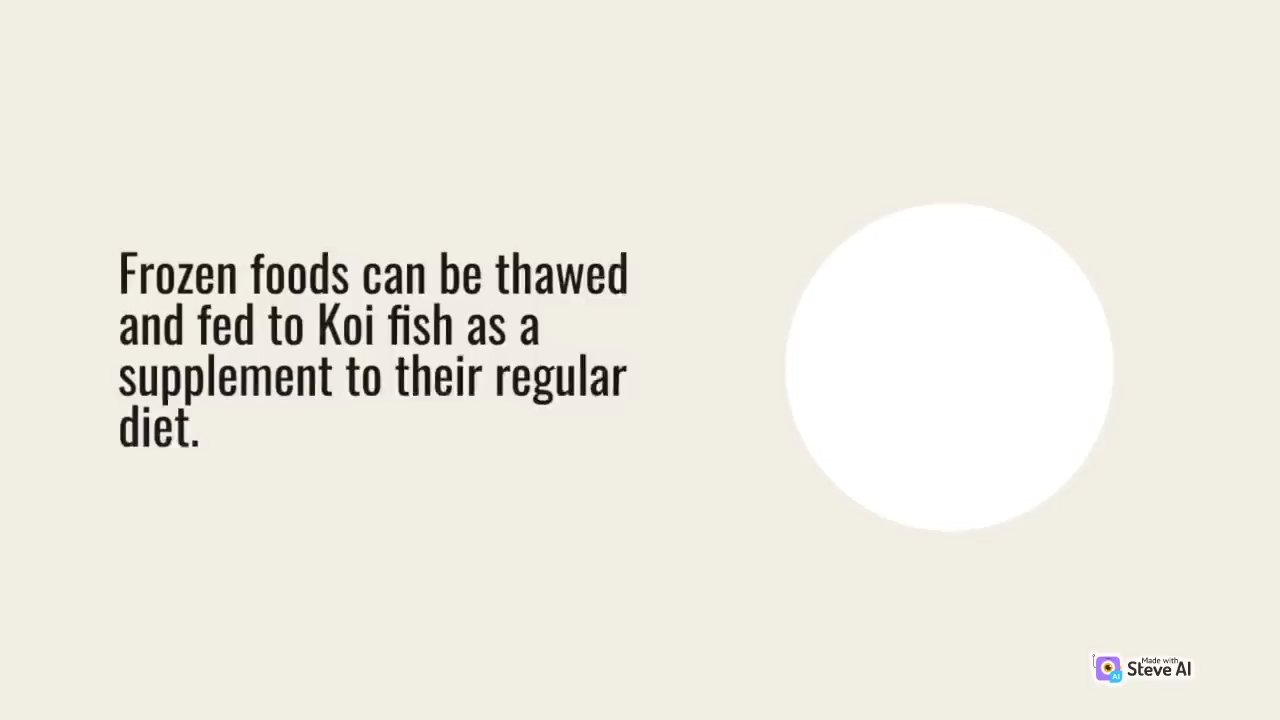 Frozen foods can be thawed
and fed to Koi fish as a
supplement to their regular
diet.
Made with
Steve AI
AI